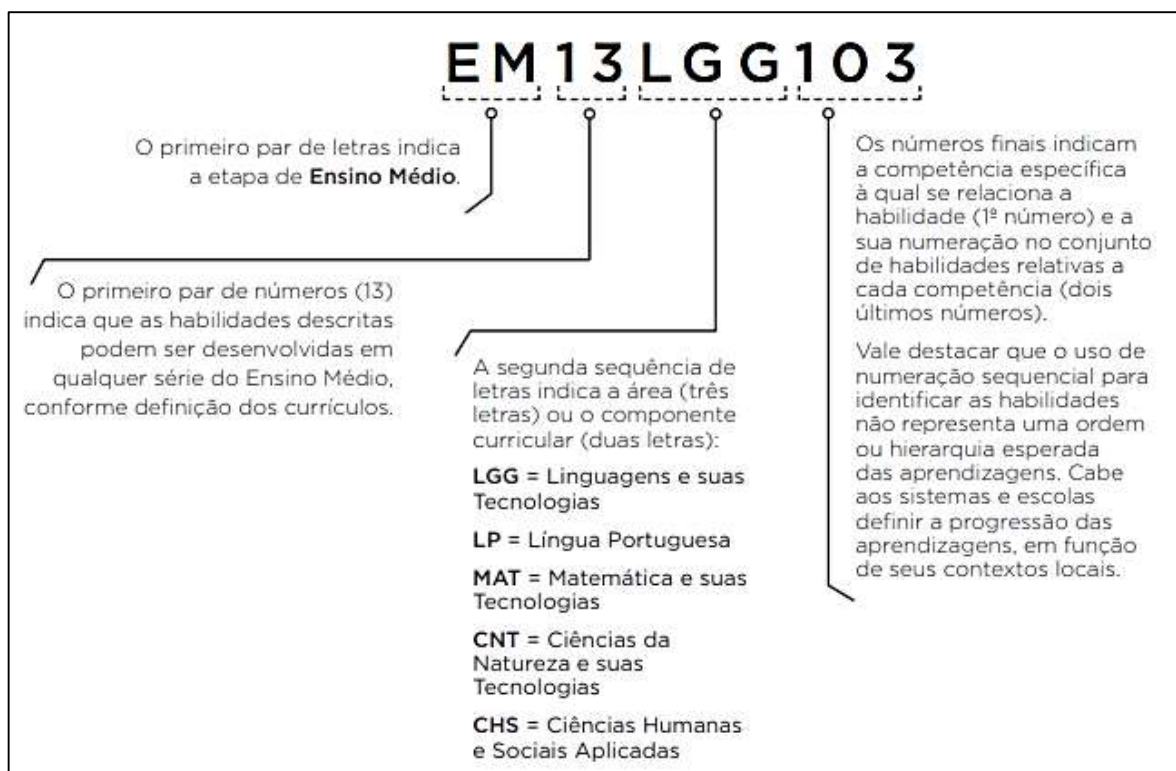 EM13LGG103
O primeiro par de letras indica
a etapa de Ensino Médio.
O primeiro par de números (13)
indica que as habilidades descritas
podem ser desenvolvidas em
qualquer série do Ensino Médio,
conforme definição dos currículos.
A segunda sequência de
letras indica a área (três
letras) ou o componente
curricular (duas letras):
LGG = Linguagens e suas
Tecnologias
LP = Língua Portuguesa
MAT = Matemática e suas
Tecnologias
CNT = Ciências da
Natureza e suas
Tecnologias
CHS = Ciências Humanas
e Sociais Aplicadas
Os números finais indicam
a competência específica
à qual se relaciona a
habilidade (1º número) e a
sua numeração no conjunto
de habilidades relativas a
cada competência (dois
últimos números).
Vale destacar que o uso de
numeração sequencial para
identificar as habilidades
não representa uma ordem
ou hierarquia esperada
das aprendizagens. Cabe
aos sistemas e escolas
definir a progressão das
aprendizagens, em função
de seus contextos locais.